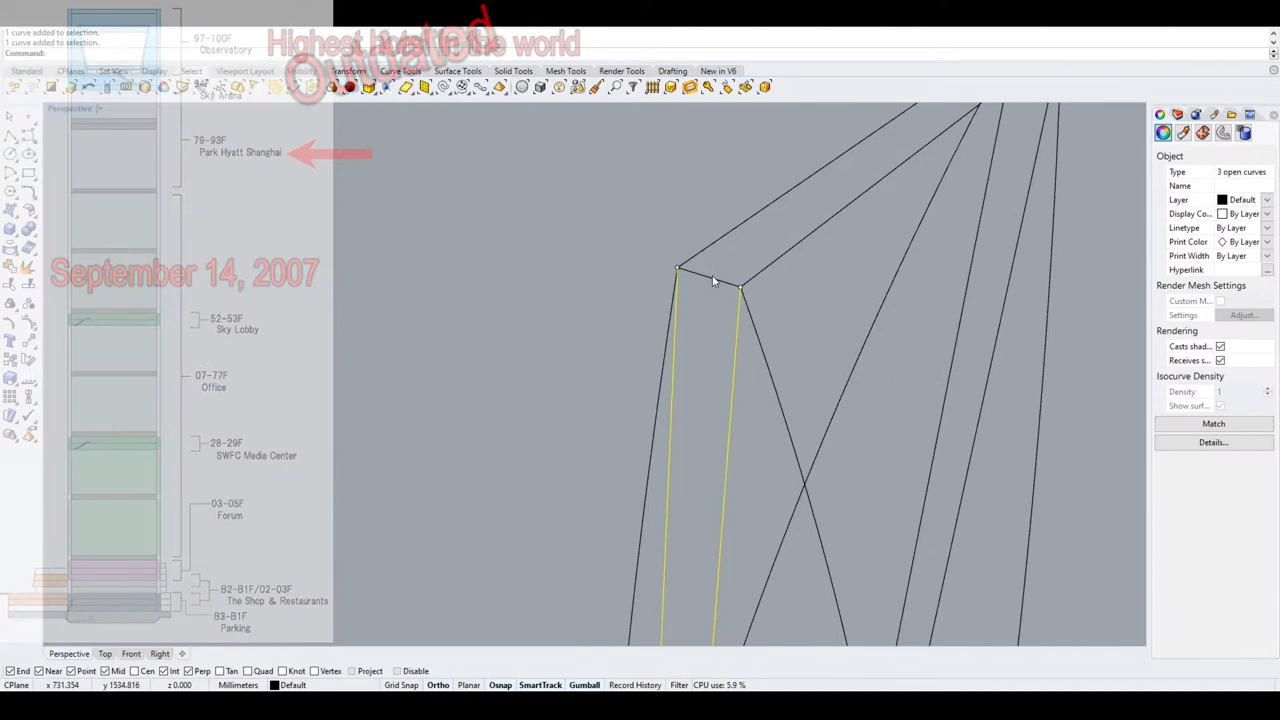 1 curve added to selection.
1 curve added to selection.
Command:
97-100F
Observatory
Highest hotel in the world
Outdated
Standard CPlanes Set View Display Select Viewport Layout Visibility Transform Curve Tools Surface Tools Solid Tools Mesh Tools Render Tools Drafting New in V6
94F
Sky Arena
Perspective
79-93F
Park Hyatt Shanghai
September 14, 2007
52-53F
Sky Lobby
07-77F
Office
28-29F
SWFC Media Center
03-05F
Forum
B2-B1F/02-03F
The Shop & Restaurants
B3-B1F
Parking
Object
Type 3 open curves
Name
Layer Default
Display Co... By Layer
Linetype By Layer
Print Color By Layer
Print Width By Layer
Hyperlink ...
Render Mesh Settings
Custom M...
Settings Adjust...
Rendering
Casts shad...
Receives s...
Isocurve Density
Density 1
Show surf...
Match
Details...
Perspective Top Front Right
End Near Point Mid Cen Int Perp Tan Quad Knot Vertex Project Disable
CPlane x 731.354 y 1534.816 z 0.000 Millimeters Default Grid Snap Ortho Planar Osnap SmartTrack Gumball Record History Filter CPU use: 5.9 %